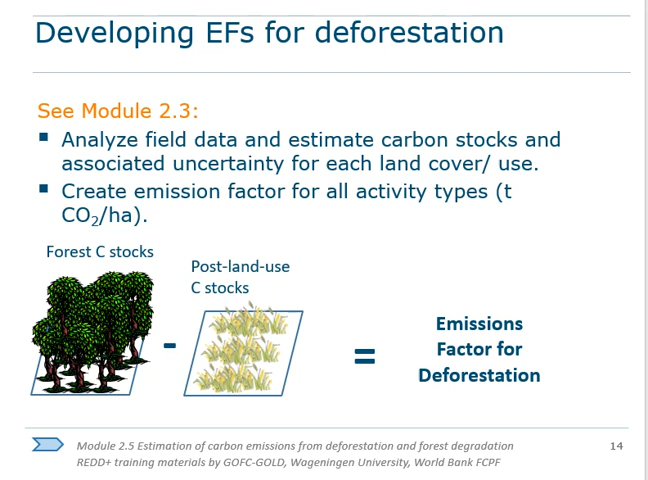 Developing EFs for deforestation
See Module 2.3:
▪ Analyze field data and estimate carbon stocks and
associated uncertainty for each land cover/ use.
▪ Create emission factor for all activity types (t
CO₂/ha).
Forest C stocks
Post-land-use
C stocks
-
=
Emissions
Factor for
Deforestation
Module 2.5 Estimation of carbon emissions from deforestation and forest degradation
REDD+ training materials by GOFC-GOLD, Wageningen University, World Bank FCPF
14